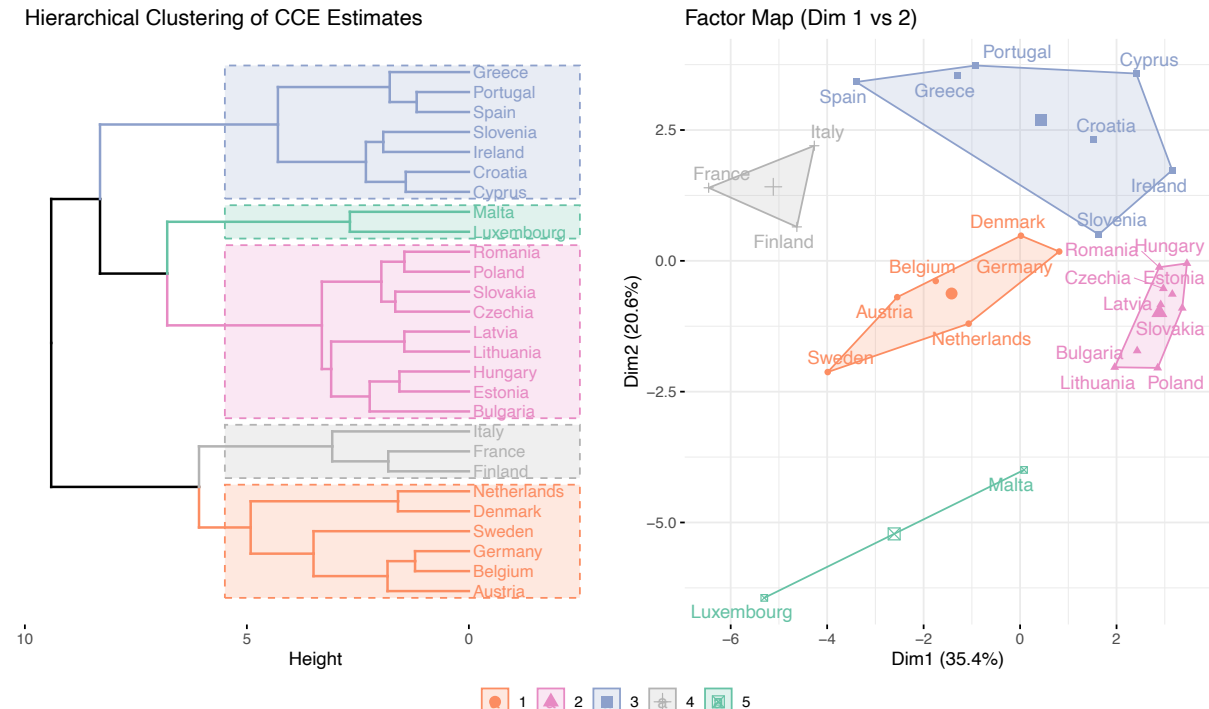 Hierarchical Clustering of CCE Estimates
Greece
Portugal
Spain
Slovenia
Ireland
Croatia
Cyprus
Malta
Luxembourg
Romania
Poland
Slovakia
Czechia
Latvia
Lithuania
Hungary
Estonia
Bulgaria
Italy
France
Finland
Netherlands
Denmark
Sweden
Germany
Belgium
Austria
10 5 0
Height
Factor Map (Dim 1 vs 2)
Portugal
Cyprus
Spain
Greece
Italy
Croatia
France
Ireland
Finland
Denmark
Slovenia
Romania
Hungary
Belgium
Germany
Czechia
Estonia
Austria
Latvia
Netherlands
Slovakia
Sweden
Bulgaria
Lithuania
Poland
Malta
Luxembourg
2.5
0.0
−2.5
−5.0
Dim2 (20.6%)
−6 −4 −2 0 2
Dim1 (35.4%)
1 2 3 4 5